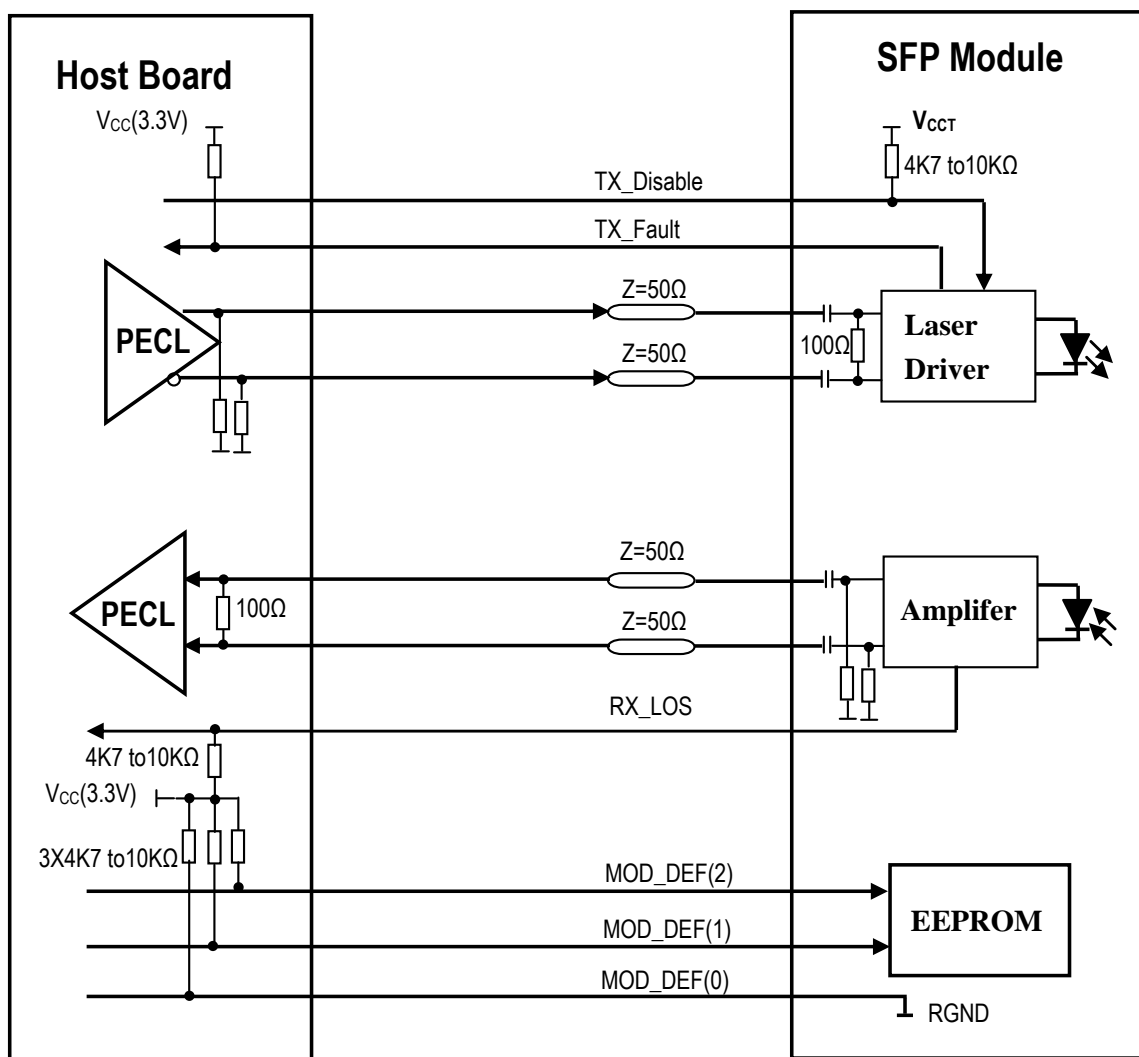 Host Board
SFP Module
VCC(3.3V)
VCCT
4K7 to10KΩ
TX_Disable
TX_Fault
Z=50Ω
PECL
100Ω
Laser
Driver
Z=50Ω
Z=50Ω
PECL
100Ω
Amplifer
Z=50Ω
RX_LOS
4K7 to10KΩ
VCC(3.3V)
3X4K7 to10KΩ
MOD_DEF(2)
EEPROM
MOD_DEF(1)
MOD_DEF(0)
RGND